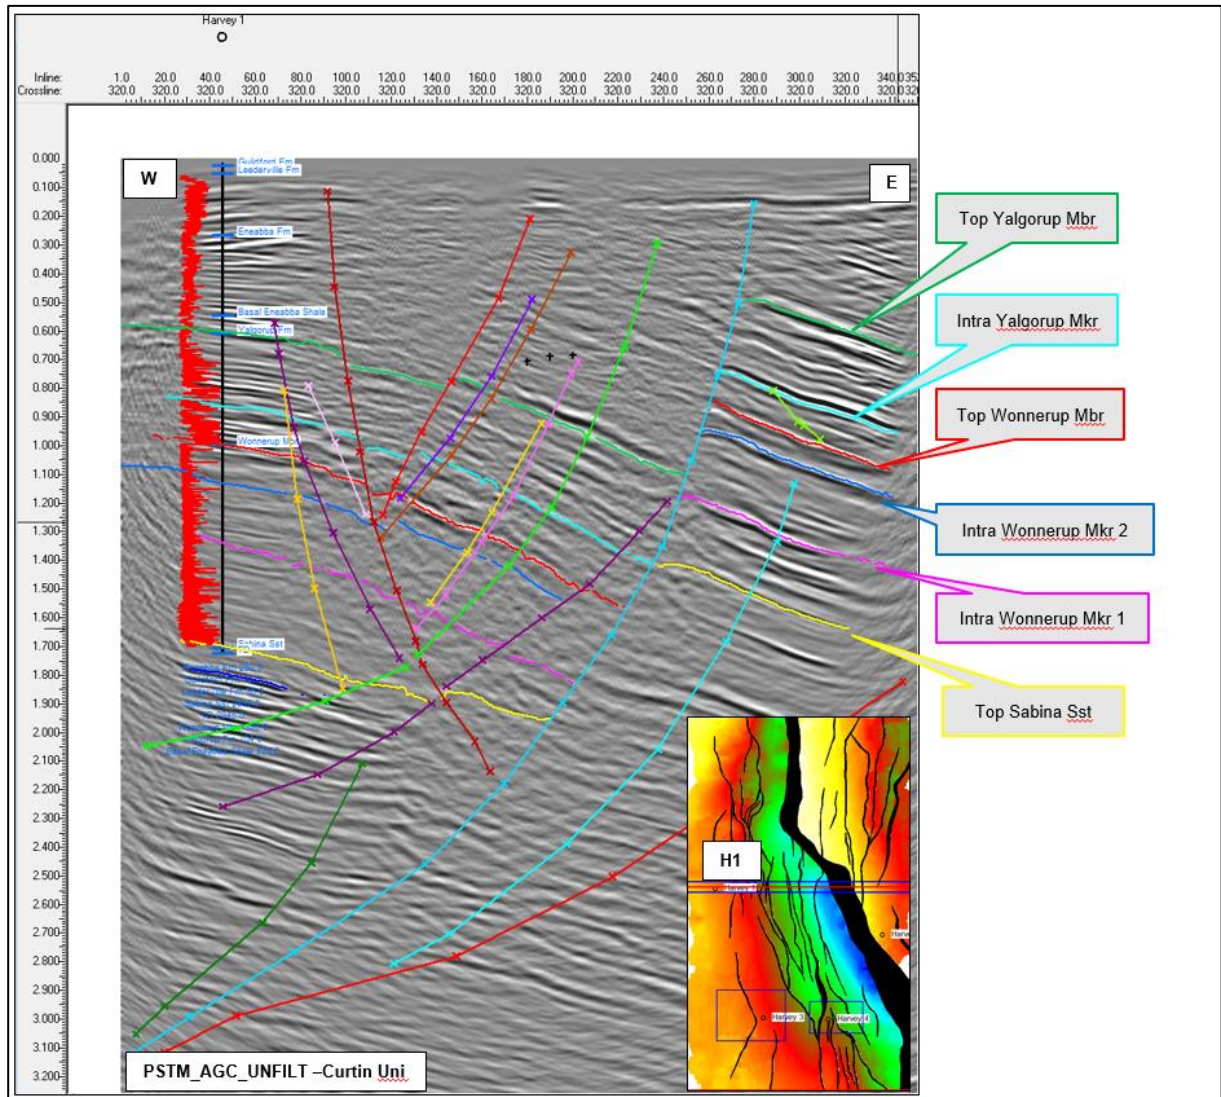 Harvey 1
Inline: 1.0 20.0 40.0 60.0 80.0 100.0 120.0 140.0 160.0 180.0 200.0 220.0 240.0 260.0 280.0 300.0 320.0 340.0 352
Crossline: 320.0 320.0 320.0 320.0 320.0 320.0 320.0 320.0 320.0 320.0 320.0 320.0 320.0 320.0 320.0 320.0 320.0 320.0 320
0.000
0.100
0.200
0.300
0.400
0.500
0.600
0.700
0.800
0.900
1.000
1.100
1.200
1.300
1.400
1.500
1.600
1.700
1.800
1.900
2.000
2.100
2.200
2.300
2.400
2.500
2.600
2.700
2.800
2.900
3.000
3.100
3.200
W
E
Guildford Fm
Leederville Fm
Eneabba Fm
Basal Eneabba Shale
Yalgorup Fm
Wonnerup Mbr
Sabina Sst
Top Yalgorup Mbr
Intra Yalgorup Mkr
Top Wonnerup Mbr
Intra Wonnerup Mkr 2
Intra Wonnerup Mkr 1
Top Sabina Sst
H1
Harvey 3
Harvey 4
PSTM_AGC_UNFILT –Curtin Uni